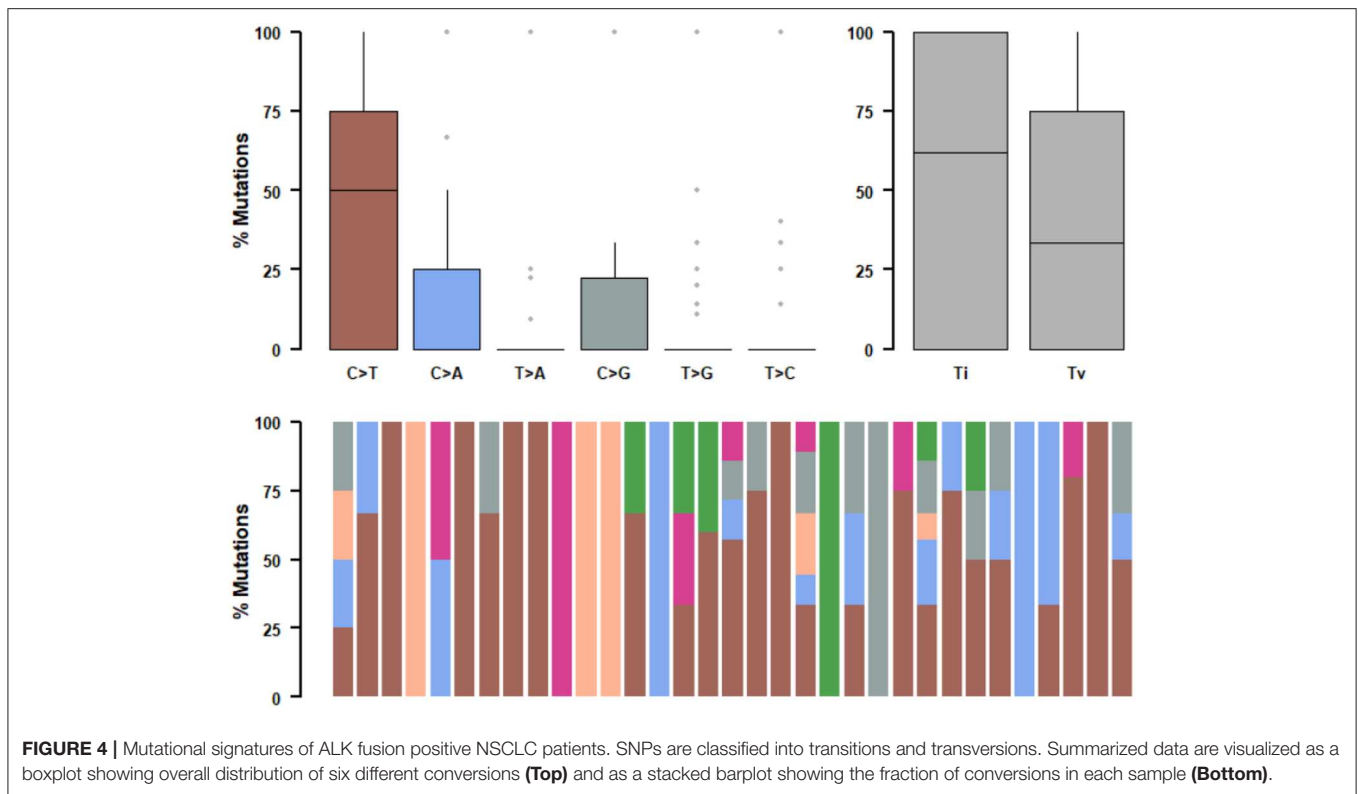 100
75
50
25
0
% Mutations
C>T C>A T>A C>G T>G T>C
100
75
50
25
0
Ti Tv
100
75
50
25
0
% Mutations
FIGURE 4 | Mutational signatures of ALK fusion positive NSCLC patients. SNPs are classified into transitions and transversions. Summarized data are visualized as a
boxplot showing overall distribution of six different conversions (Top) and as a stacked barplot showing the fraction of conversions in each sample (Bottom).